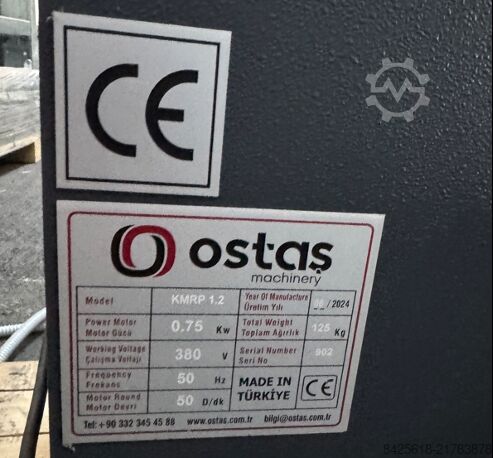 CE
ostaş
machinery
Model KMRP 1.2 Year Of Manufacture Üretim Yılı /2024
Power Motor Motor Gücü 0.75 Kw Total Weight Toplam Ağırlık 125 Kg
Working Voltage Çalışma Voltajı 380 V Serial Number Seri No 902
Frequency Frekans 50 Hz MADE IN TÜRKİYE CE
Motor Round Motor Devri 50 D/dk
Tel: +90 332 345 45 88 www.ostas.com.tr bilgi@ostas.com.tr